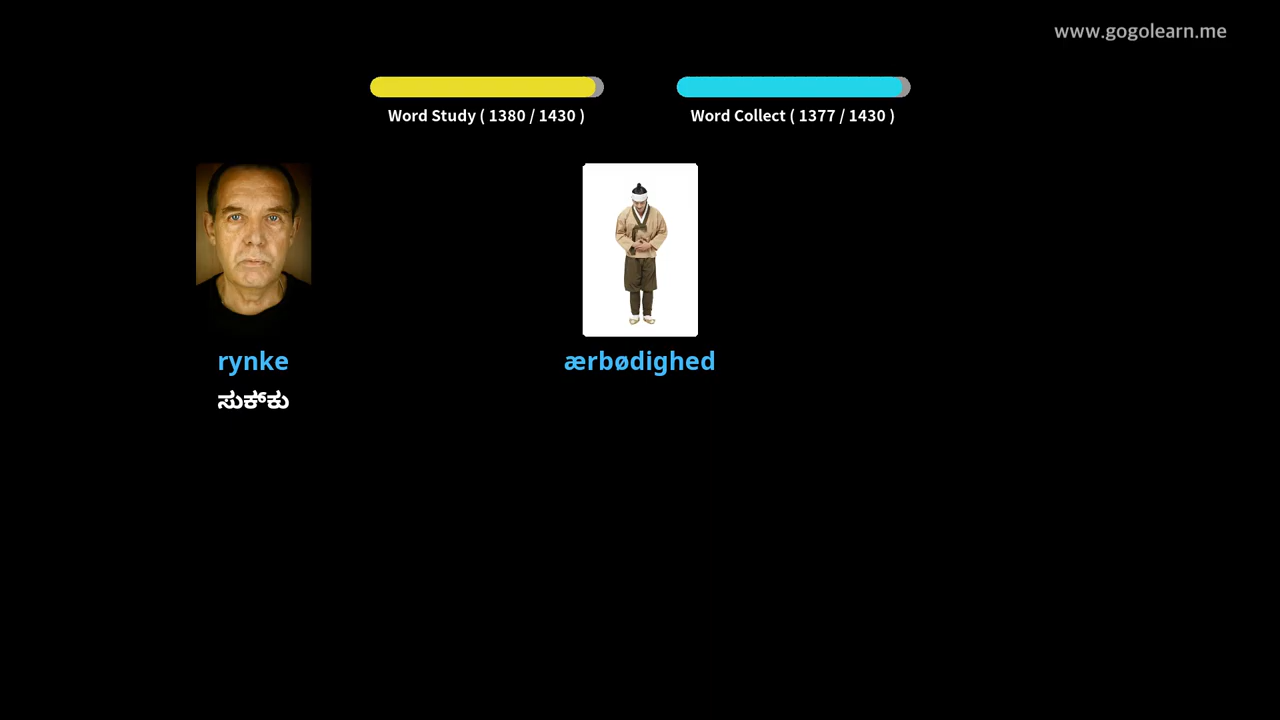 www.gogolearn.me
Word Study ( 1380 / 1430 )
Word Collect ( 1377 / 1430 )
rynke
ærbødighed
ಸುಕ್‌ಕು